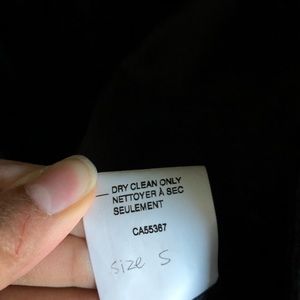 DRY CLEAN ONLY
NETTOYER À SEC
SEULEMENT
CA55367
size S